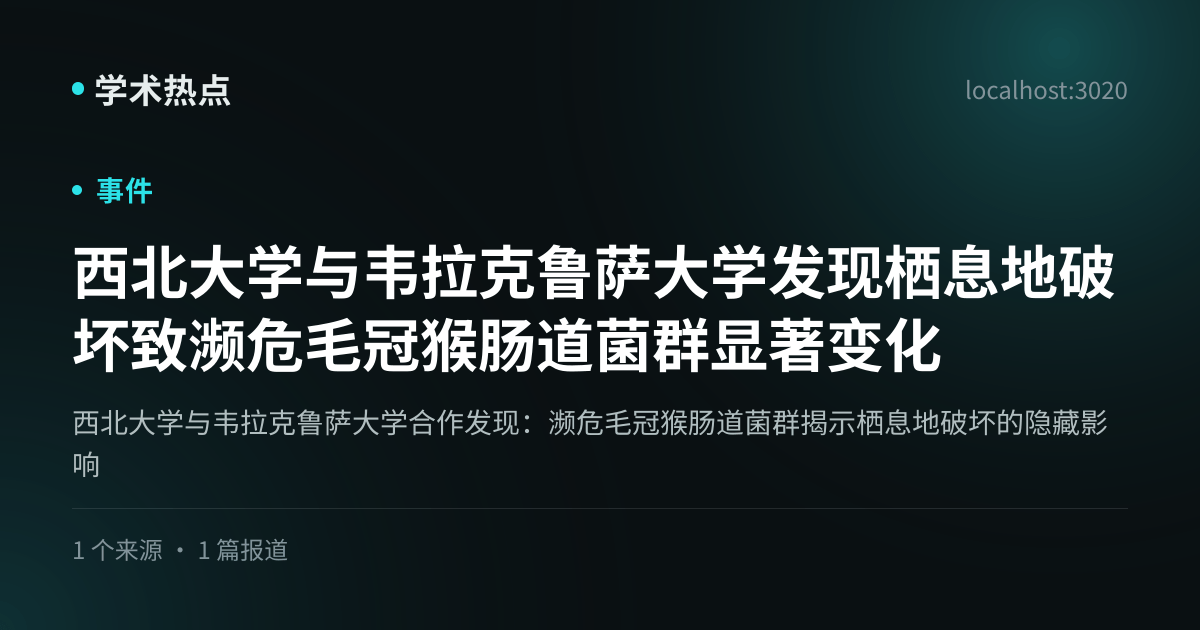 学术热点
localhost:3020
事件
西北大学与韦拉克鲁萨大学发现栖息地破
坏致濒危毛冠猴肠道菌群显著变化
西北大学与韦拉克鲁萨大学合作发现：濒危毛冠猴肠道菌群揭示栖息地破坏的隐藏影
响
1 个来源 · 1 篇报道